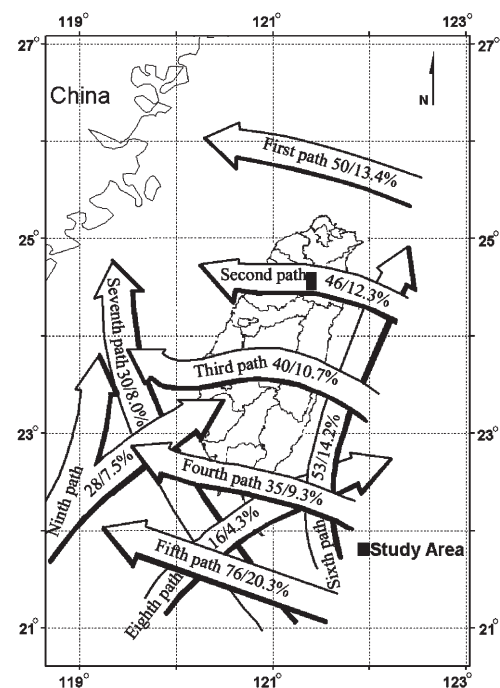 119° 121° 123°
27° 27°
China
N
First path 50/13.4%
25° 25°
Second path 46/12.3%
Seventh path 30/8.0%
Third path 40/10.7%
23° 23°
53/14.2%
Sixth path
Fourth path 35/9.3%
28/7.5%
Ninth path
16/4.3%
Eighth path
Study Area
Fifth path 76/20.3%
21° 21°
119° 121° 123°